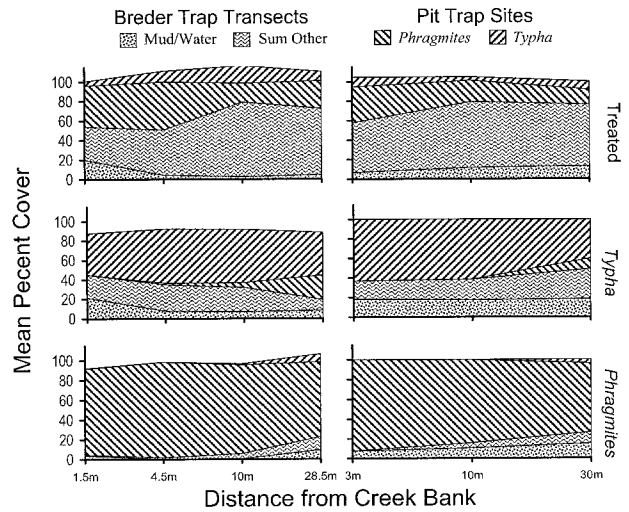 Breder Trap Transects
Pit Trap Sites
Mud/Water
Sum Other
Phragmites
Typha
100
80
60
40
20
0
Treated
100
80
60
40
20
0
Typha
100
80
60
40
20
0
Phragmites
Mean Pecent Cover
1.5m 4.5m 10m 28.5m
3m 10m 30m
Distance from Creek Bank